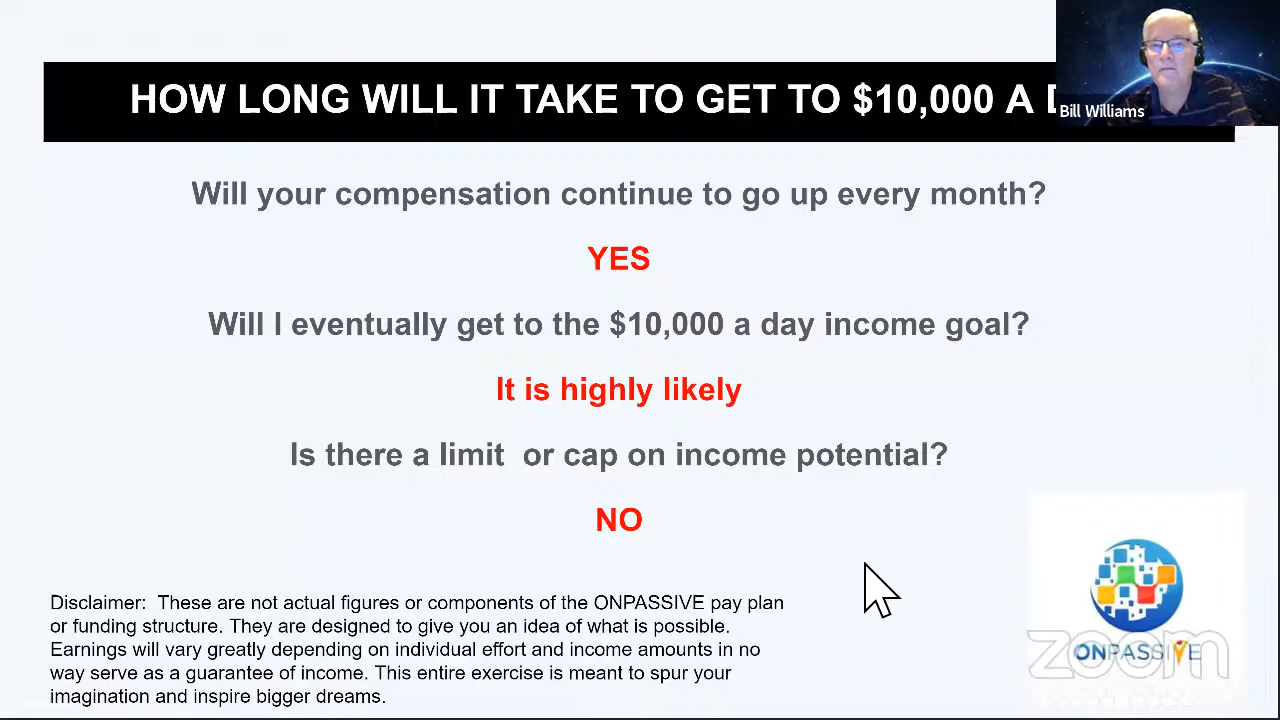 HOW LONG WILL IT TAKE TO GET TO $10,000 A
Bill Williams
Will your compensation continue to go up every month?
YES
Will I eventually get to the $10,000 a day income goal?
It is highly likely
Is there a limit or cap on income potential?
NO
Disclaimer: These are not actual figures or components of the ONPASSIVE pay plan
or funding structure. They are designed to give you an idea of what is possible.
Earnings will vary greatly depending on individual effort and income amounts in no
way serve as a guarantee of income. This entire exercise is meant to spur your
imagination and inspire bigger dreams.
ONPASSIVE
zoom